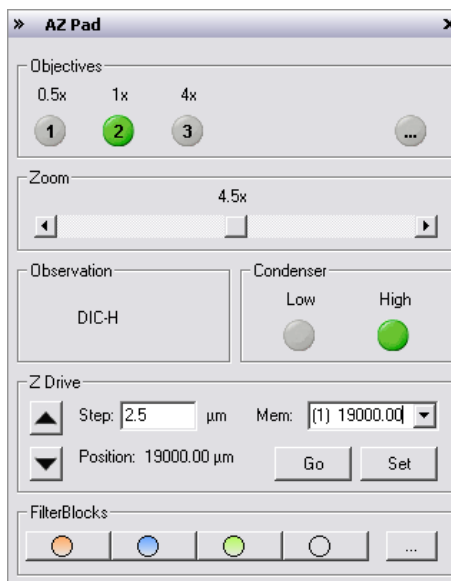 » AZ Pad ×
Objectives
0.5x 1x 4x
1 2 3 ...
Zoom
4.5x
Observation
DIC-H
Condenser
Low High
Z Drive
Step: 2.5 µm Mem: (1) 19000.00
Position: 19000.00 µm Go Set
FilterBlocks
...